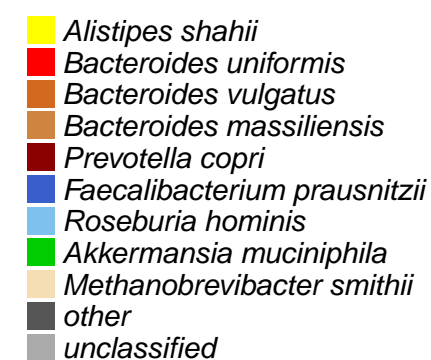 Alistipes shahii
Bacteroides uniformis
Bacteroides vulgatus
Bacteroides massiliensis
Prevotella copri
Faecalibacterium prausnitzii
Roseburia hominis
Akkermansia muciniphila
Methanobrevibacter smithii
other
unclassified